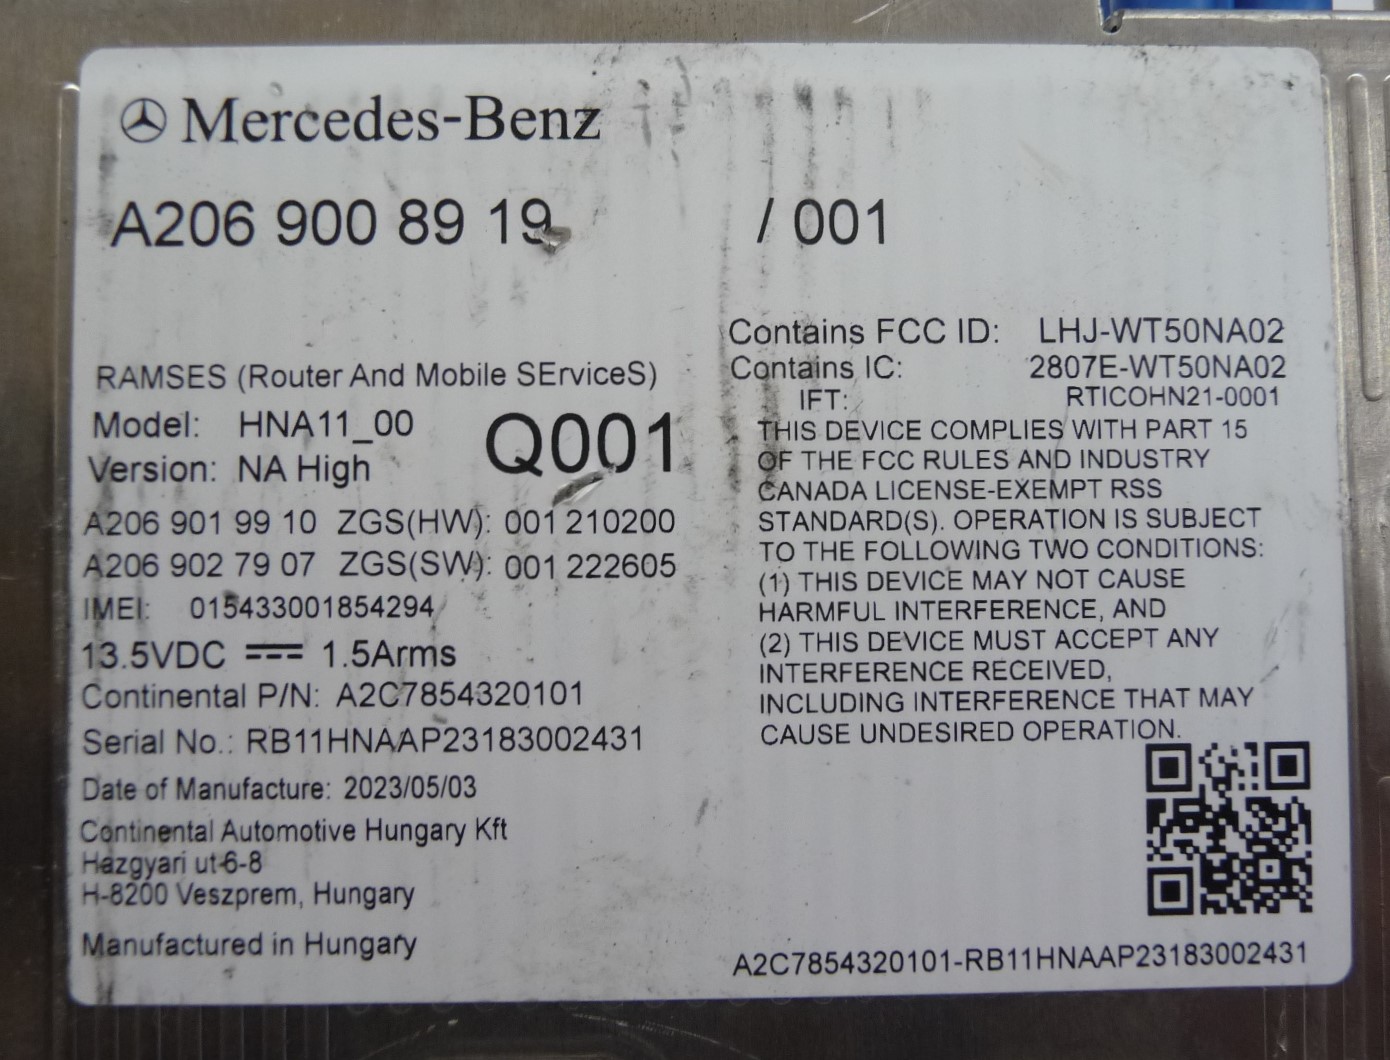 Mercedes-Benz
A206 900 89 19 / 001
RAMSES (Router And Mobile SErviceS)
Model: HNA11_00
Version: NA High
Q001
A206 901 99 10 ZGS(HW): 001 210200
A206 902 79 07 ZGS(SW): 001 222605
IMEI: 015433001854294
13.5VDC 1.5Arms
Continental P/N: A2C7854320101
Serial No.: RB11HNAAP23183002431
Date of Manufacture: 2023/05/03
Continental Automotive Hungary Kft
Hazgyari ut 6-8
H-8200 Veszprem, Hungary
Manufactured in Hungary
Contains FCC ID: LHJ-WT50NA02
Contains IC: 2807E-WT50NA02
IFT: RTICOHN21-0001
THIS DEVICE COMPLIES WITH PART 15
OF THE FCC RULES AND INDUSTRY
CANADA LICENSE-EXEMPT RSS
STANDARD(S). OPERATION IS SUBJECT
TO THE FOLLOWING TWO CONDITIONS:
(1) THIS DEVICE MAY NOT CAUSE
HARMFUL INTERFERENCE, AND
(2) THIS DEVICE MUST ACCEPT ANY
INTERFERENCE RECEIVED,
INCLUDING INTERFERENCE THAT MAY
CAUSE UNDESIRED OPERATION.
A2C7854320101-RB11HNAAP23183002431